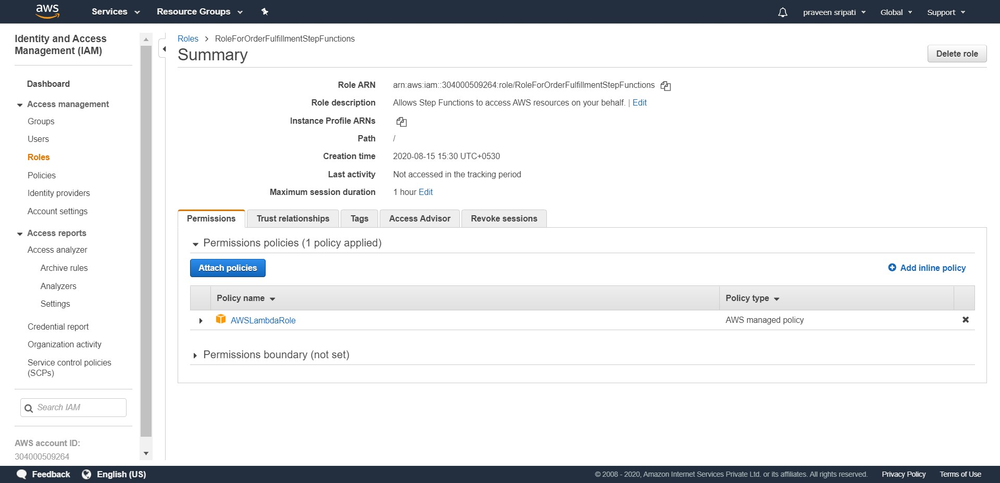 aws Services Resource Groups praveen sripati Global Support
Identity and Access
Management (IAM)
Dashboard
Access management
Groups
Users
Roles
Policies
Identity providers
Account settings
Access reports
Access analyzer
Archive rules
Analyzers
Settings
Credential report
Organization activity
Service control policies
(SCPs)
Search IAM
AWS account ID:
304000509264
Roles > RoleForOrderFulfillmentStepFunctions
Summary
Delete role
Role ARN arn:aws:iam::304000509264:role/RoleForOrderFulfillmentStepFunctions
Role description Allows Step Functions to access AWS resources on your behalf. | Edit
Instance Profile ARNs
Path /
Creation time 2020-08-15 15:30 UTC+0530
Last activity Not accessed in the tracking period
Maximum session duration 1 hour Edit
Permissions Trust relationships Tags Access Advisor Revoke sessions
Permissions policies (1 policy applied)
Attach policies Add inline policy
Policy name Policy type
AWSLambdaRole AWS managed policy
Permissions boundary (not set)
Feedback English (US) © 2008 - 2020, Amazon Internet Services Private Ltd. or its affiliates. All rights reserved. Privacy Policy Terms of Use